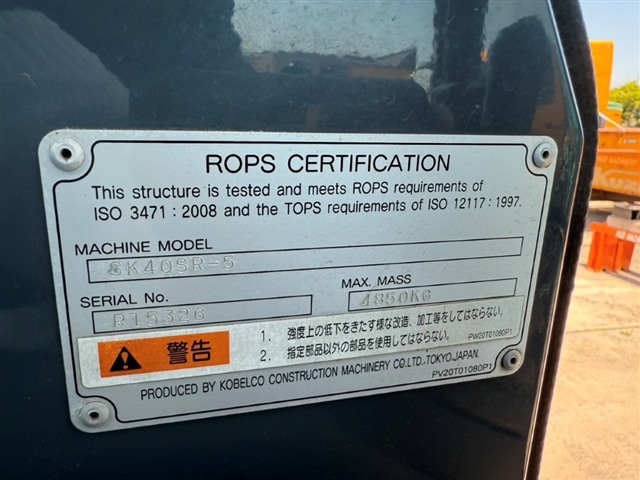 ROPS CERTIFICATION
This structure is tested and meets ROPS requirements of
ISO 3471 : 2008 and the TOPS requirements of ISO 12117 : 1997.
MACHINE MODEL
SK40SR-5
SERIAL No.
R15326
MAX. MASS
4850KG
警告
1. 強度上の低下をきたす様な改造、加工等をしてはならない。
2. 指定部品以外の部品を使用してはならない。
PW20T01080P1
PRODUCED BY KOBELCO CONSTRUCTION MACHINERY CO.LTD.,TOKYO,JAPAN.
PV20T01080P1